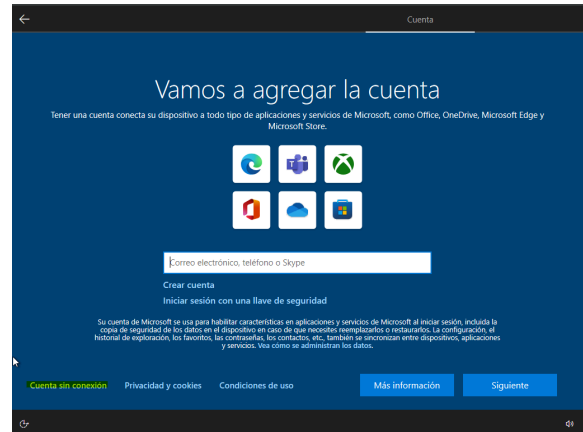 Cuenta
Vamos a agregar la cuenta
Tener una cuenta conecta su dispositivo a todo tipo de aplicaciones y servicios de Microsoft, como Office, OneDrive, Microsoft Edge y
Microsoft Store.
Correo electrónico, teléfono o Skype
Crear cuenta
Iniciar sesión con una llave de seguridad
Su cuenta de Microsoft se usa para habilitar características en aplicaciones y servicios de Microsoft al iniciar sesión, incluida la
copia de seguridad de los datos en el dispositivo en caso de que necesites reemplazarlos o restaurarlos. La configuración, el
historial de exploración, los favoritos, las contraseñas, los contactos, etc., también se sincronizan entre dispositivos, aplicaciones
y servicios. Vea cómo se administran los datos.
Cuenta sin conexión Privacidad y cookies Condiciones de uso Más información Siguiente